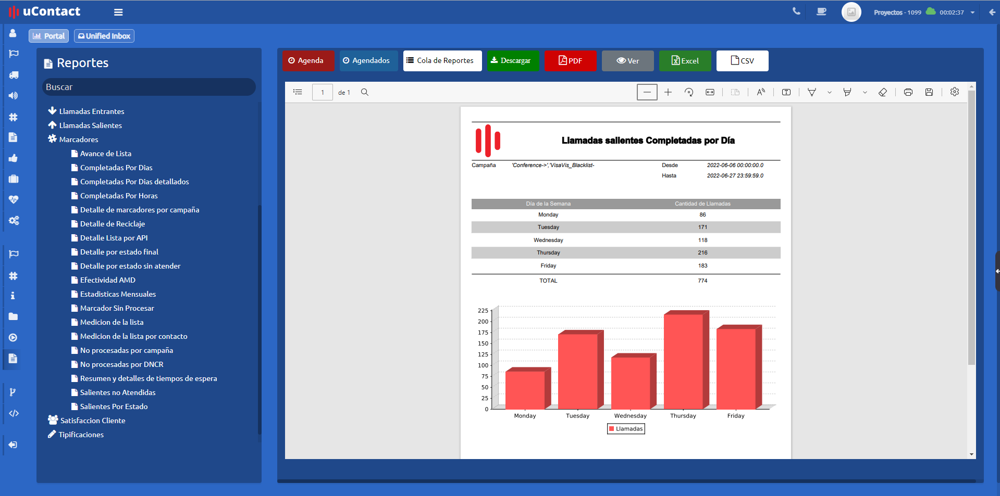 uContact
Proyectos - 1099 00:02:37
Portal Unified Inbox
Reportes
Buscar
Llamadas Entrantes
Llamadas Salientes
Marcadores
Avance de Lista
Completadas Por Dias
Completadas Por Dias detallados
Completadas Por Horas
Detalle de marcadores por campaña
Detalle de Reciclaje
Detalle Lista por API
Detalle por estado final
Detalle por estado sin atender
Efectividad AMD
Estadisticas Mensuales
Marcador Sin Procesar
Medicion de la lista
Medicion de la lista por contacto
No procesadas por campaña
No procesadas por DNCR
Resumen y detalles de tiempos de espera
Salientes no Atendidas
Salientes Por Estado
Satisfaccion Cliente
Tipificaciones
Agenda Agendados Cola de Reportes Descargar PDF Ver Excel CSV
1 de 1
Llamadas salientes Completadas por Día
Campaña 'Conference->','VisaVis_Blacklist- Desde 2022-06-06 00:00:00.0
Hasta 2022-06-27 23:59:59.0
Día de la Semana Cantidad de Llamadas
Monday 86
Tuesday 171
Wednesday 118
Thursday 216
Friday 183
TOTAL 774
225
200
175
150
125
100
75
50
25
0
Monday Tuesday Wednesday Thursday Friday
Llamadas